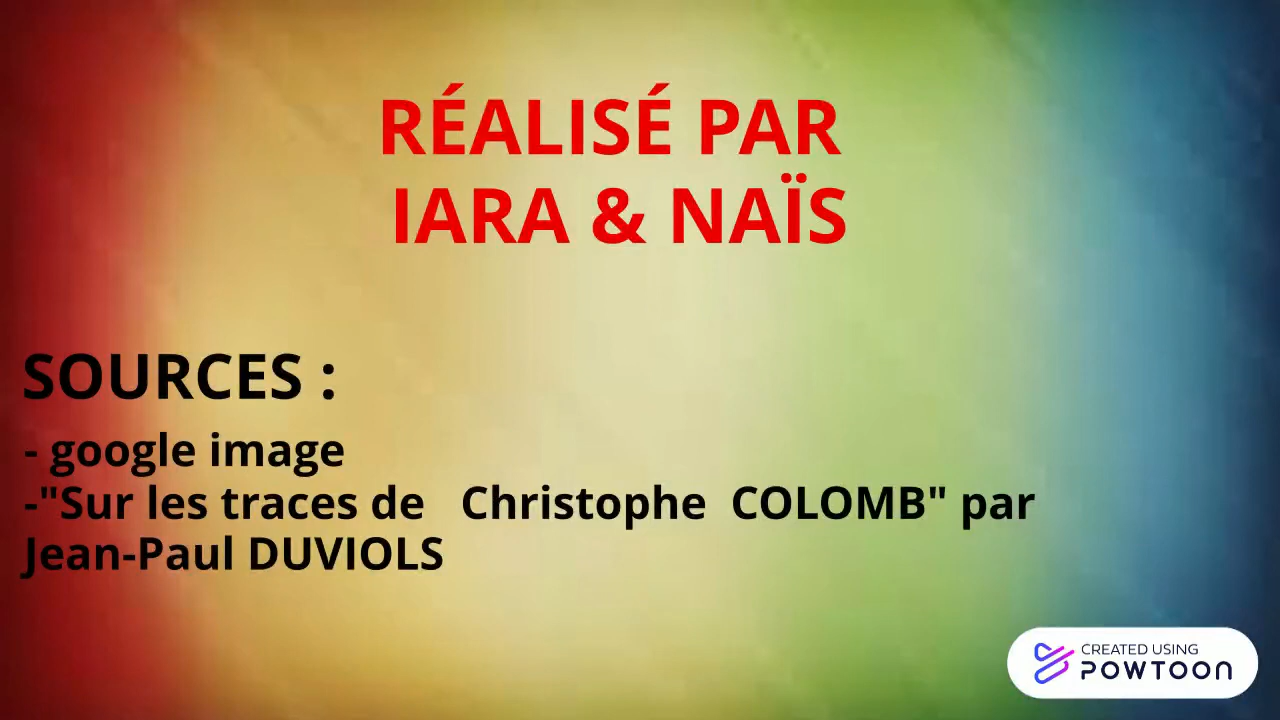 RÉALISÉ PAR
IARA & NAÏS
SOURCES :
- google image
-"Sur les traces de Christophe COLOMB" par
Jean-Paul DUVIOLS
CREATED USING
POWTOON